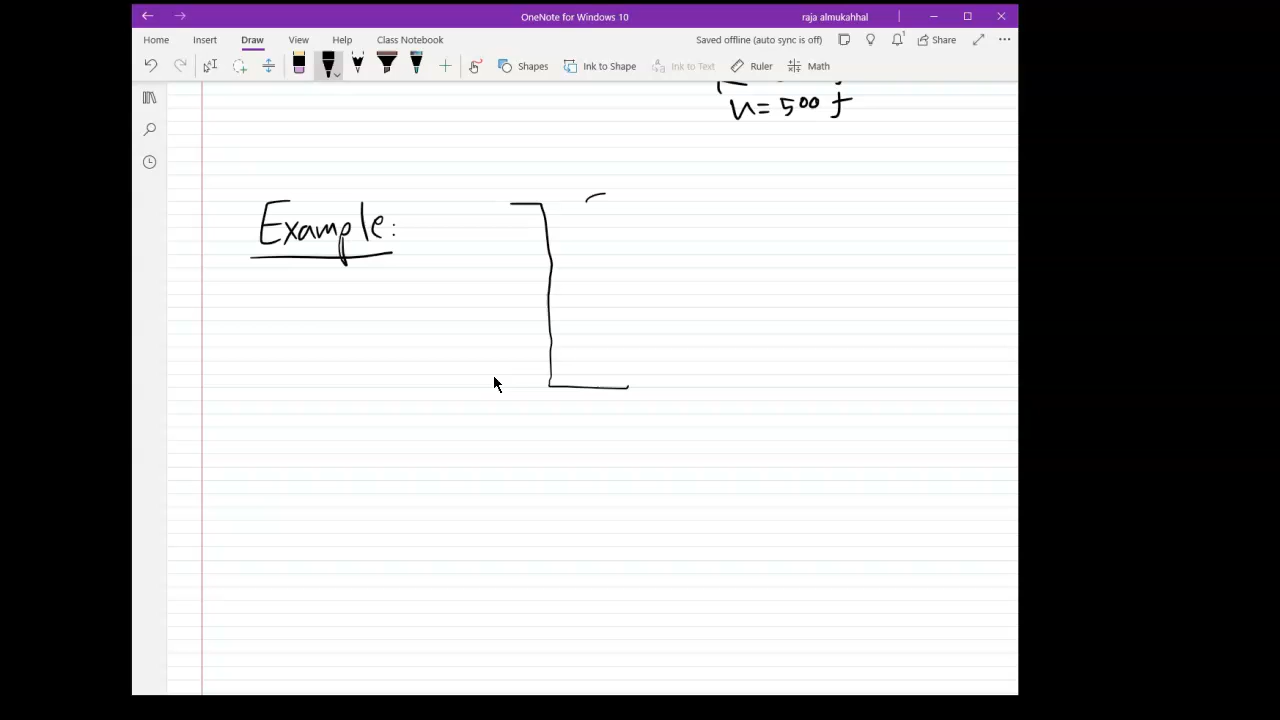 OneNote for Windows 10
raja almukahhal
Home Insert Draw View Help Class Notebook
Saved offline (auto sync is off)
1
Share
Shapes
Ink to Shape
Ink to Text
Ruler
Math
n = 500 f
Example: